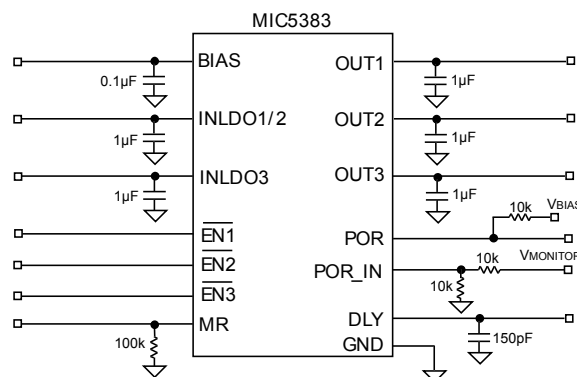 MIC5383
BIAS
OUT1
0.1µF
1µF
INLDO1/2
OUT2
1µF
1µF
INLDO3
OUT3
1µF
1µF
10k
VBIAS
EN1
POR
10k
VMONITOR
EN2
POR_IN
10k
EN3
MR
DLY
100k
GND
150pF